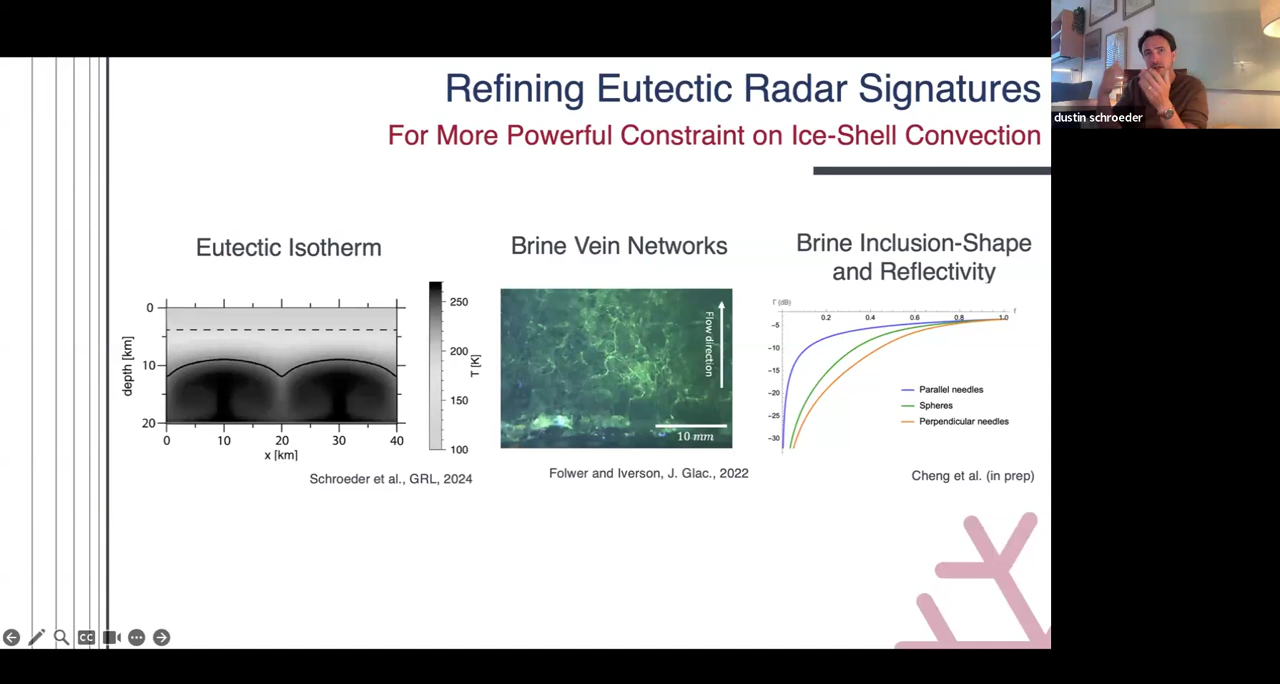 Refining Eutectic Radar Signatures
For More Powerful Constraint on Ice-Shell Convection
dustin schroeder
Eutectic Isotherm
0
10
20
depth [km]
0 10 20 30 40
x [km]
250
200
150
100
T [K]
Schroeder et al., GRL, 2024
Brine Vein Networks
Flow direction
10 mm
Folwer and Iverson, J. Glac., 2022
Brine Inclusion-Shape
and Reflectivity
Γ (dB)
0.2 0.4 0.6 0.8 1.0 f
-5
-10
-15
-20
-25
-30
Parallel needles
Spheres
Perpendicular needles
Cheng et al. (in prep)
CC